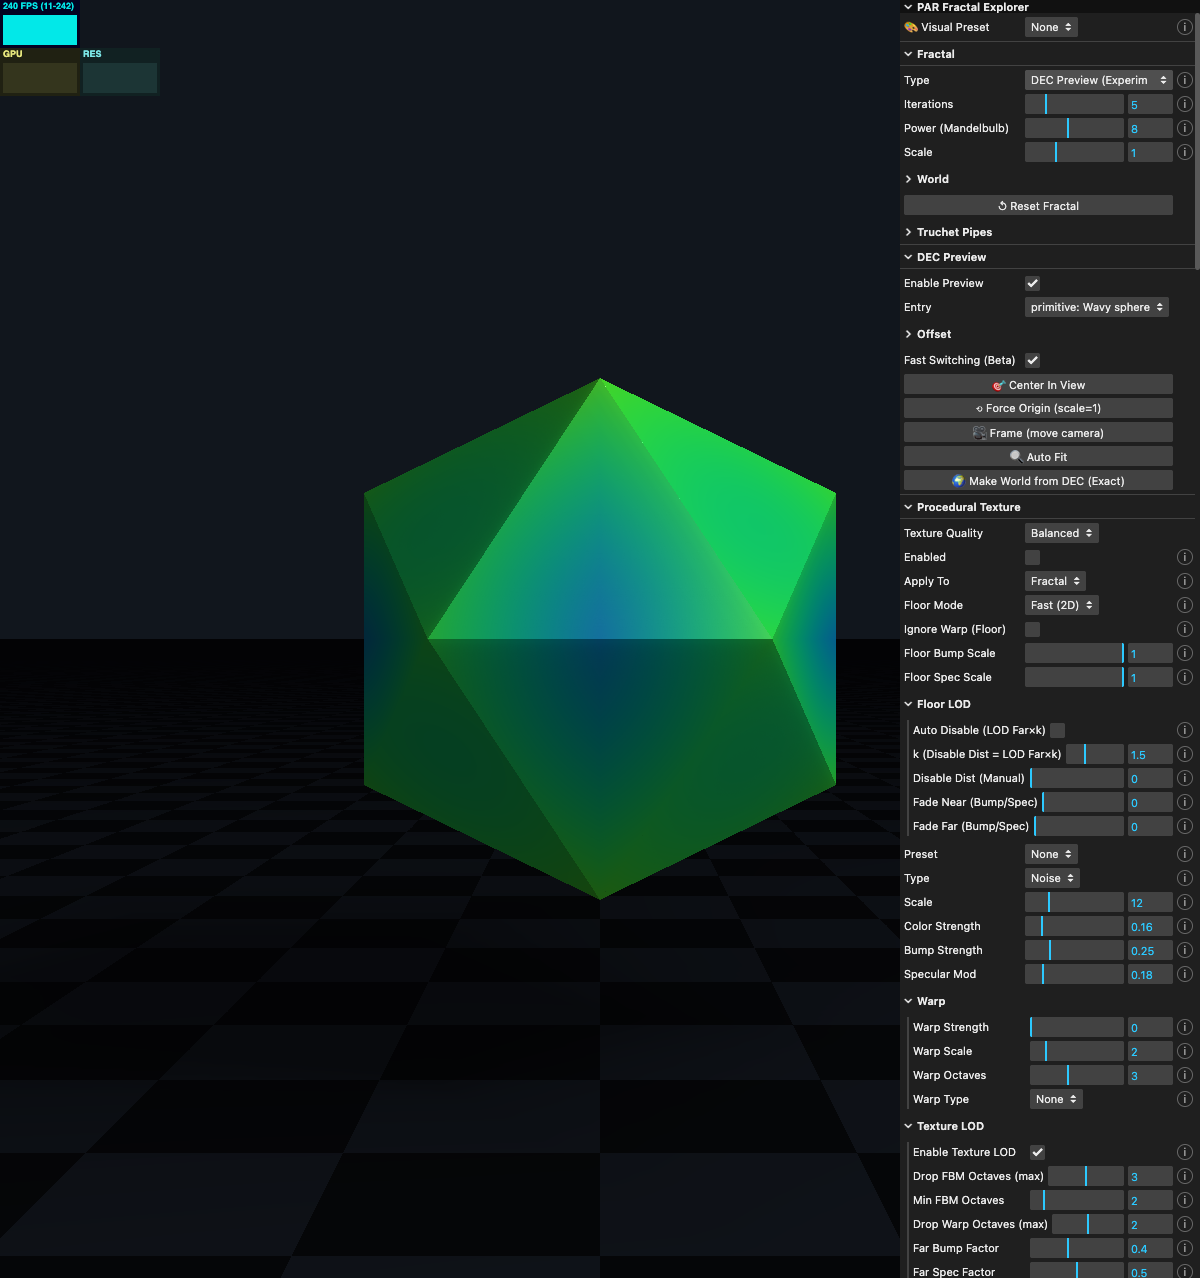 240 FPS (11-242)
GPU RES
PAR Fractal Explorer
Visual Preset None
Fractal
Type DEC Preview (Experim
Iterations 5
Power (Mandelbulb) 8
Scale 1
World
Reset Fractal
Truchet Pipes
DEC Preview
Enable Preview
Entry primitive: Wavy sphere
Offset
Fast Switching (Beta)
Center In View
Force Origin (scale=1)
Frame (move camera)
Auto Fit
Make World from DEC (Exact)
Procedural Texture
Texture Quality Balanced
Enabled
Apply To Fractal
Floor Mode Fast (2D)
Ignore Warp (Floor)
Floor Bump Scale 1
Floor Spec Scale 1
Floor LOD
Auto Disable (LOD Far×k)
k (Disable Dist = LOD Far×k) 1.5
Disable Dist (Manual) 0
Fade Near (Bump/Spec) 0
Fade Far (Bump/Spec) 0
Preset None
Type Noise
Scale 12
Color Strength 0.16
Bump Strength 0.25
Specular Mod 0.18
Warp
Warp Strength 0
Warp Scale 2
Warp Octaves 3
Warp Type None
Texture LOD
Enable Texture LOD
Drop FBM Octaves (max) 3
Min FBM Octaves 2
Drop Warp Octaves (max) 2
Far Bump Factor 0.4
Far Spec Factor 0.5